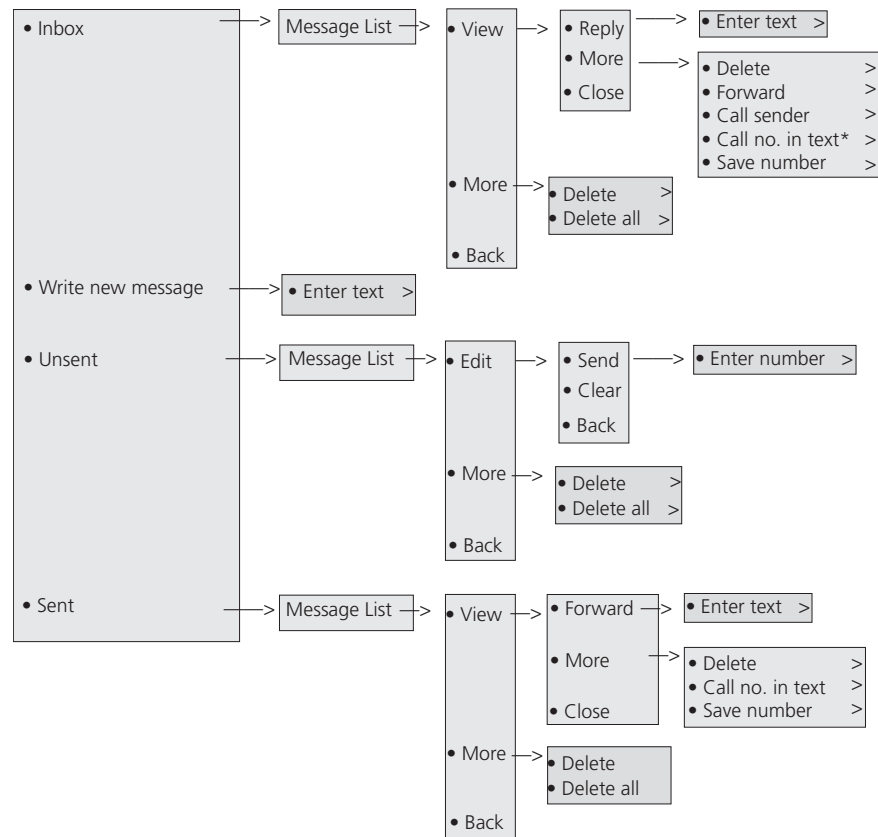 • Inbox —> Message List —> • View —> • Reply —> • Enter text >
• More —> • Delete >
• Forward >
• Close
• Call sender >
• Call no. in text* >
• Save number >
• More —> • Delete >
• Delete all >
• Back
• Write new message —> • Enter text >
• Unsent —> Message List —> • Edit —> • Send —> • Enter number >
• Clear
• Back
• More —> • Delete >
• Delete all >
• Back
• Sent —> Message List —> • View —> • Forward —> • Enter text >
• More —> • Delete >
• Call no. in text >
• Close
• Save number >
• More —> • Delete
• Delete all
• Back